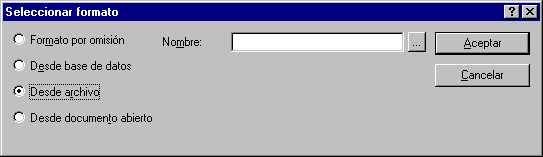 Seleccionar formato
Formato por omisión
Nombre:
...
Aceptar
Desde base de datos
Cancelar
Desde archivo
Desde documento abierto